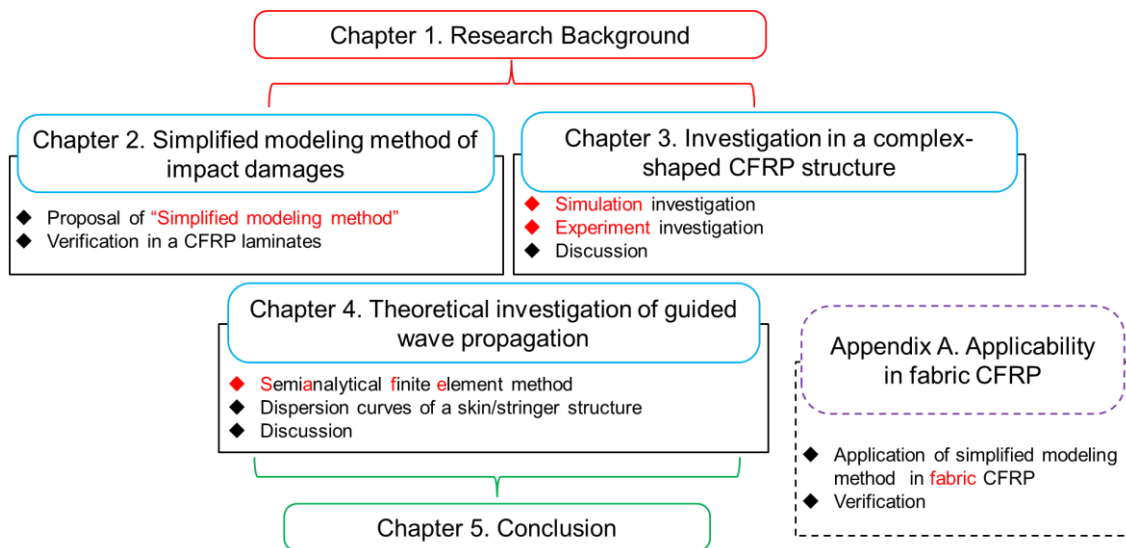 Chapter 1. Research Background
Chapter 2. Simplified modeling method of
impact damages
◆ Proposal of “Simplified modeling method”
◆ Verification in a CFRP laminates
Chapter 3. Investigation in a complex-
shaped CFRP structure
◆ Simulation investigation
◆ Experiment investigation
◆ Discussion
Chapter 4. Theoretical investigation of guided
wave propagation
◆ Semianalytical finite element method
◆ Dispersion curves of a skin/stringer structure
◆ Discussion
Appendix A. Applicability
in fabric CFRP
◆ Application of simplified modeling
method in fabric CFRP
◆ Verification
Chapter 5. Conclusion